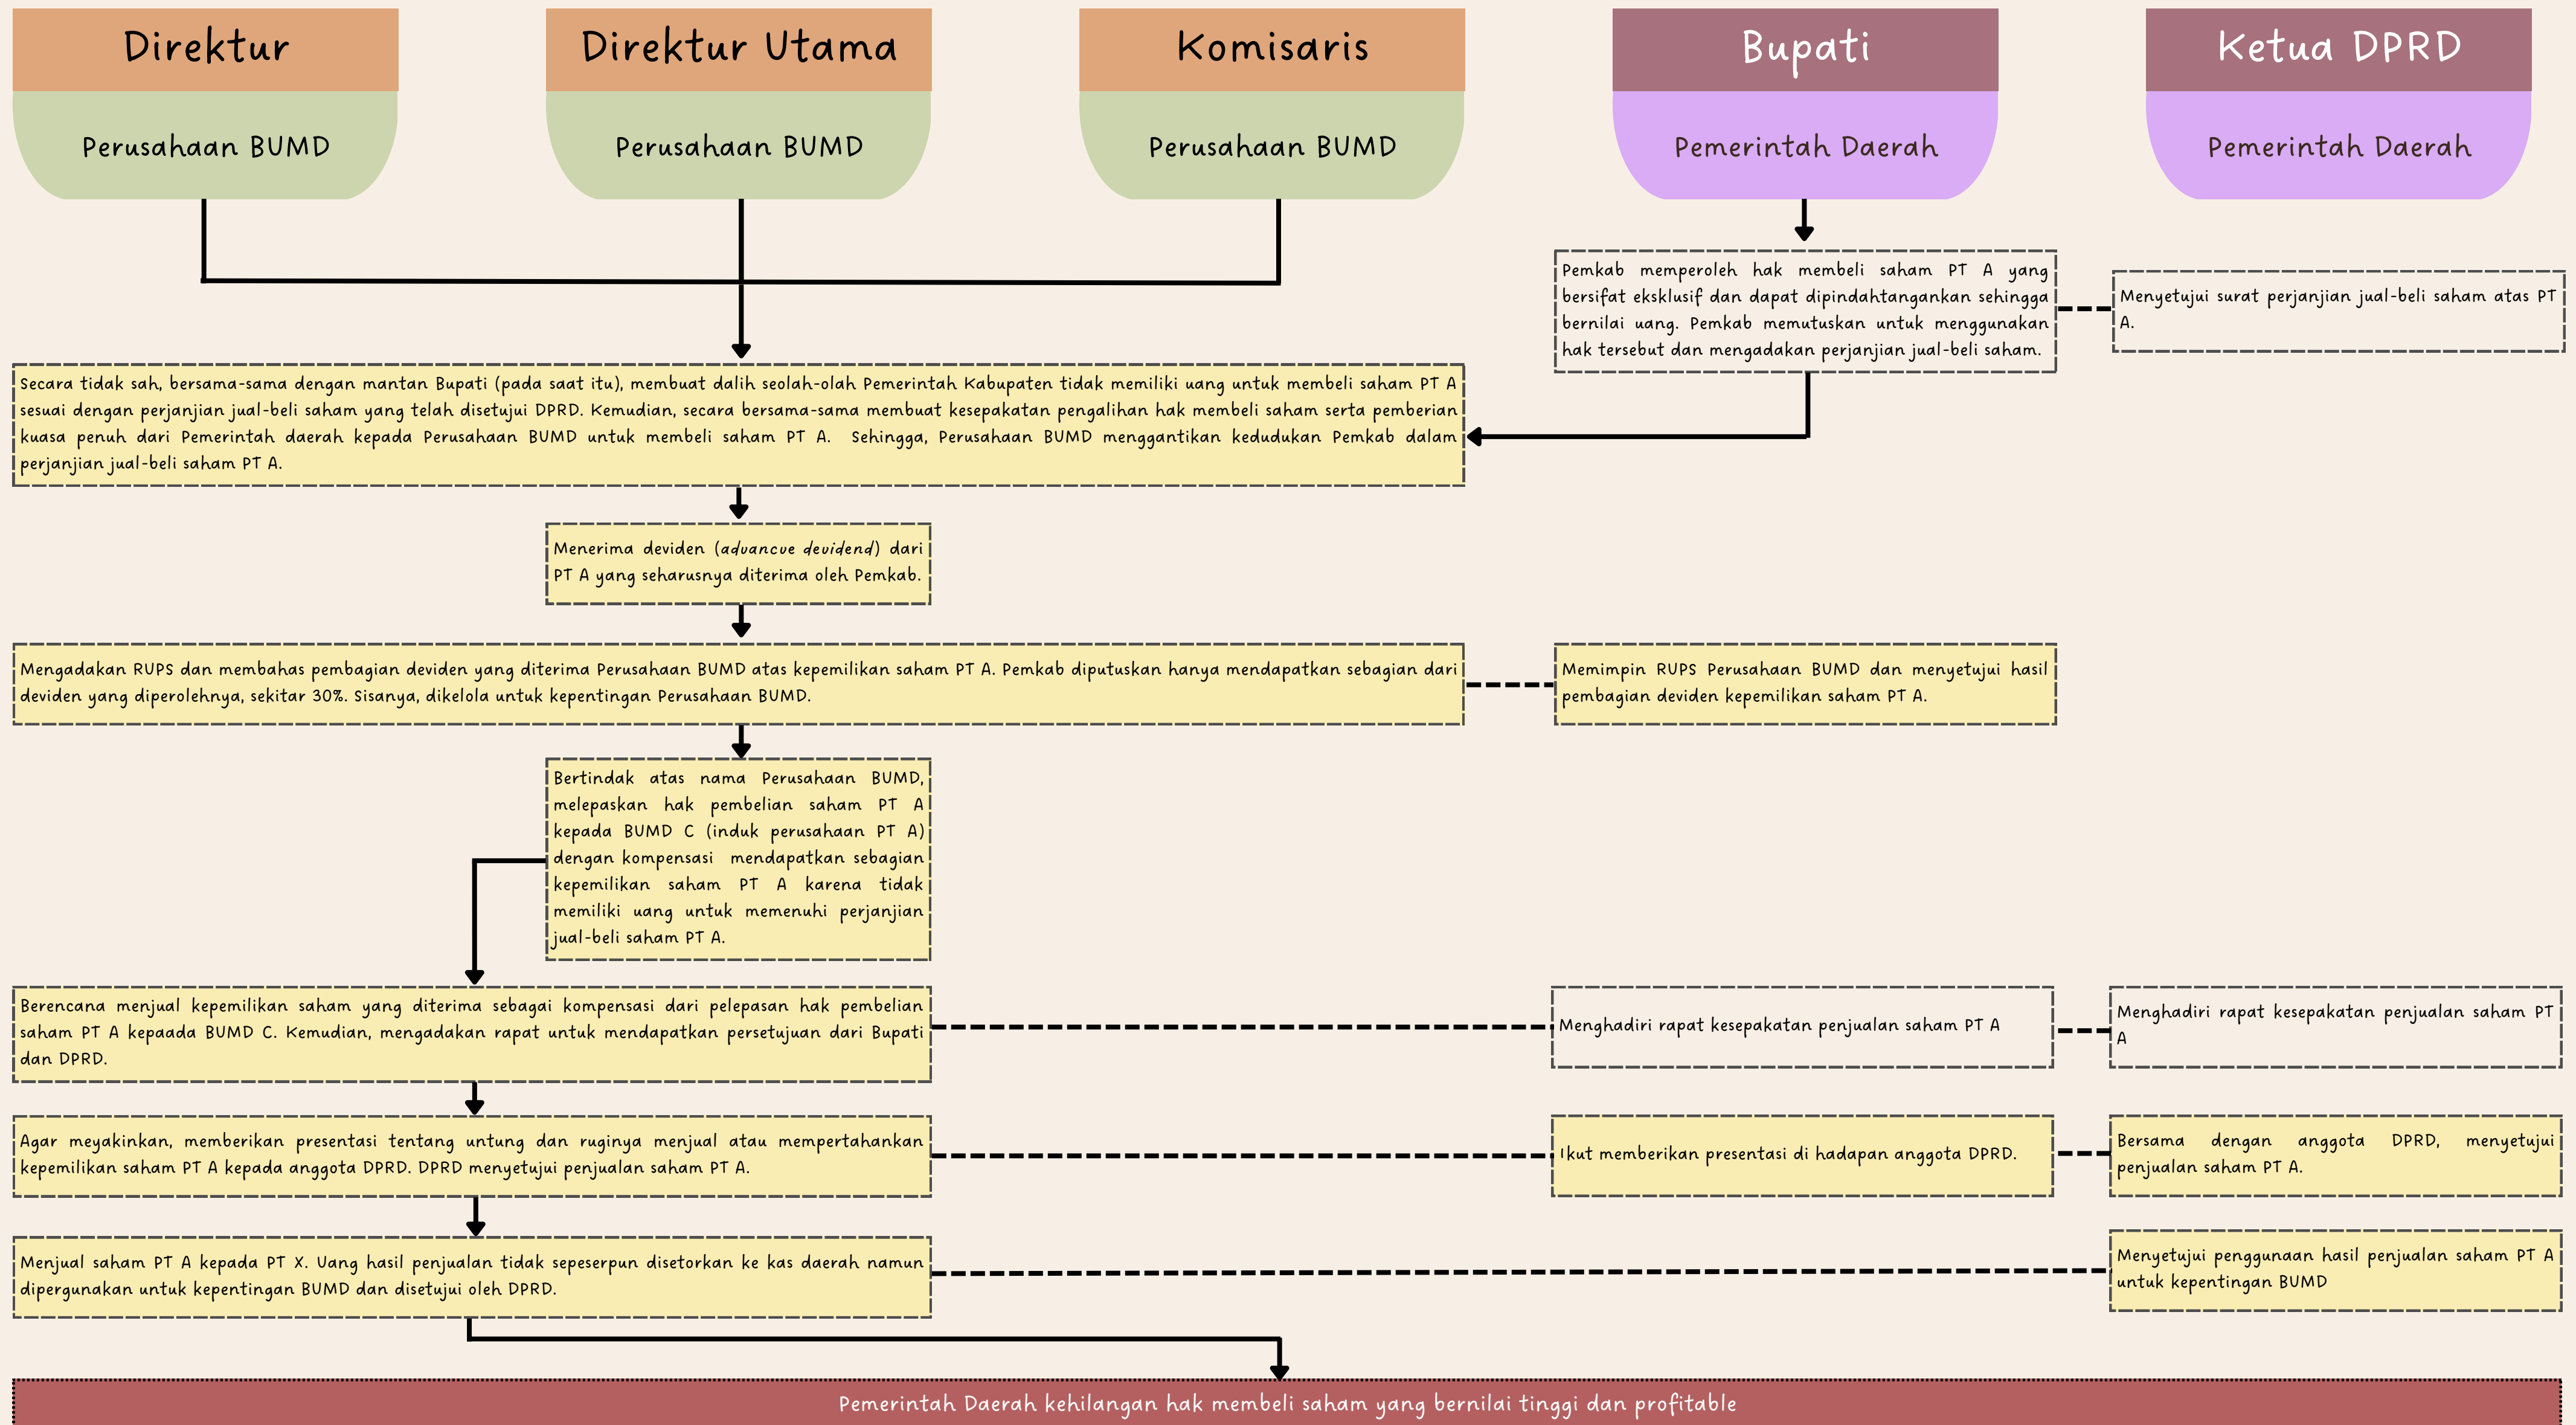 Direktur
Perusahaan BUMD
Direktur Utama
Perusahaan BUMD
Komisaris
Perusahaan BUMD
Bupati
Pemerintah Daerah
Ketua DPRD
Pemerintah Daerah
Pemkab memperoleh hak membeli saham PT A yang
bersifat eksklusif dan dapat dipindahtangankan sehingga
bernilai uang. Pemkab memutuskan untuk menggunakan
hak tersebut dan mengadakan perjanjian jual-beli saham.
Menyetujui surat perjanjian jual-beli saham atas PT
A.
Secara tidak sah, bersama-sama dengan mantan Bupati (pada saat itu), membuat dalih seolah-olah Pemerintah Kabupaten tidak memiliki uang untuk membeli saham PT A
sesuai dengan perjanjian jual-beli saham yang telah disetujui DPRD. Kemudian, secara bersama-sama membuat kesepakatan pengalihan hak membeli saham serta pemberian
kuasa penuh dari Pemerintah daerah kepada Perusahaan BUMD untuk membeli saham PT A. Sehingga, Perusahaan BUMD menggantikan kedudukan Pemkab dalam
perjanjian jual-beli saham PT A.
Menerima deviden (advancve devidend) dari
PT A yang seharusnya diterima oleh Pemkab.
Mengadakan RUPS dan membahas pembagian deviden yang diterima Perusahaan BUMD atas kepemilikan saham PT A. Pemkab diputuskan hanya mendapatkan sebagian dari
deviden yang diperolehnya, sekitar 30%. Sisanya, dikelola untuk kepentingan Perusahaan BUMD.
Memimpin RUPS Perusahaan BUMD dan menyetujui hasil
pembagian deviden kepemilikan saham PT A.
Bertindak atas nama Perusahaan BUMD,
melepaskan hak pembelian saham PT A
kepada BUMD C (induk perusahaan PT A)
dengan kompensasi mendapatkan sebagian
kepemilikan saham PT A karena tidak
memiliki uang untuk memenuhi perjanjian
jual-beli saham PT A.
Berencana menjual kepemilikan saham yang diterima sebagai kompensasi dari pelepasan hak pembelian
saham PT A kepaada BUMD C. Kemudian, mengadakan rapat untuk mendapatkan persetujuan dari Bupati
dan DPRD.
Menghadiri rapat kesepakatan penjualan saham PT A
Menghadiri rapat kesepakatan penjualan saham PT
A
Agar meyakinkan, memberikan presentasi tentang untung dan ruginya menjual atau mempertahankan
kepemilikan saham PT A kepada anggota DPRD. DPRD menyetujui penjualan saham PT A.
Ikut memberikan presentasi di hadapan anggota DPRD.
Bersama dengan anggota DPRD, menyetujui
penjualan saham PT A.
Menjual saham PT A kepada PT X. Uang hasil penjualan tidak sepeserpun disetorkan ke kas daerah namun
dipergunakan untuk kepentingan BUMD dan disetujui oleh DPRD.
Menyetujui penggunaan hasil penjualan saham PT A
untuk kepentingan BUMD
Pemerintah Daerah kehilangan hak membeli saham yang bernilai tinggi dan profitable